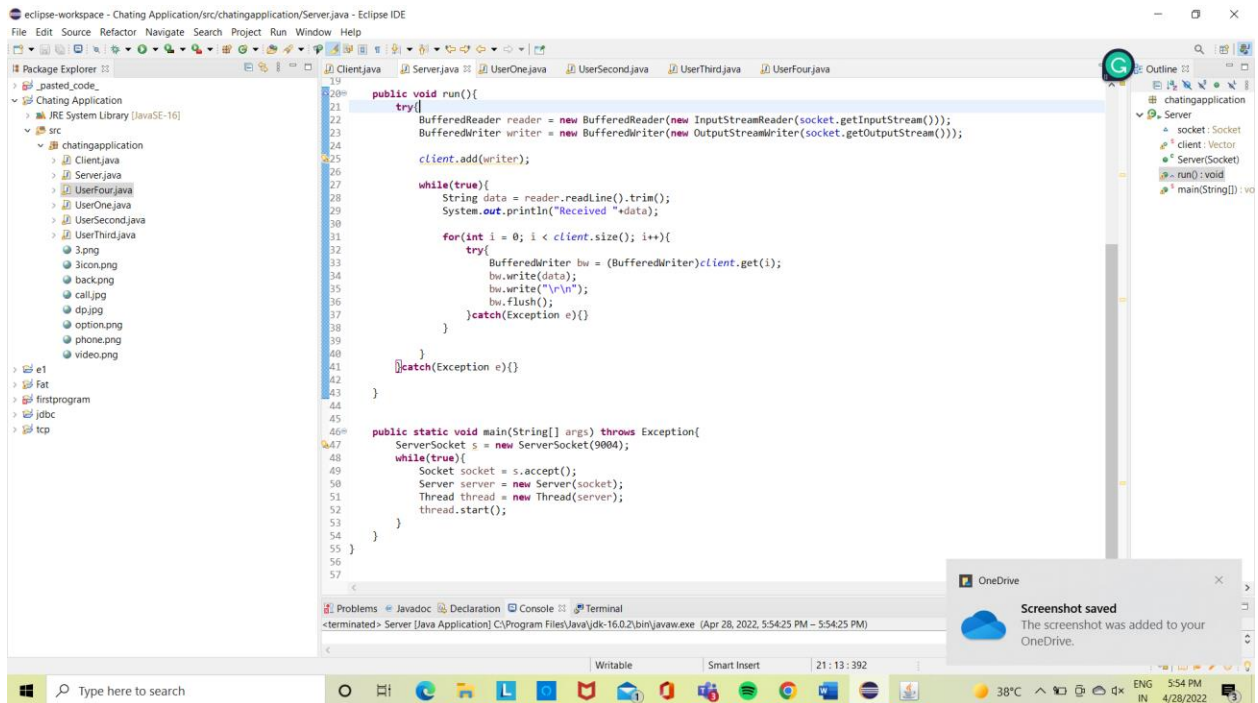 eclipse-workspace - Chating Application/src/chatingapplication/Server.java - Eclipse IDE
File Edit Source Refactor Navigate Search Project Run Window Help
Package Explorer
_pasted_code_
Chating Application
JRE System Library [JavaSE-16]
src
chatingapplication
Client.java
Server.java
UserFour.java
UserOne.java
UserSecond.java
UserThird.java
3.png
3icon.png
back.png
call.jpg
dp.jpg
option.png
phone.png
video.png
e1
Fat
firstprogram
jdbc
tcp
Client.java Server.java UserOne.java UserSecond.java UserThird.java UserFour.java
19
20 public void run(){
21 try{
22 BufferedReader reader = new BufferedReader(new InputStreamReader(socket.getInputStream()));
23 BufferedWriter writer = new BufferedWriter(new OutputStreamWriter(socket.getOutputStream()));
25 client.add(writer);
26
27 while(true){
28 String data = reader.readLine().trim();
29 System.out.println("Received "+data);
30
31 for(int i = 0; i < client.size(); i++){
32 try{
33 BufferedWriter bw = (BufferedWriter)client.get(i);
34 bw.write(data);
35 bw.write("\r\n");
36 bw.flush();
37 }catch(Exception e){}
38 }
39
40 }
41 }catch(Exception e){}
42
43 }
44
45
46 public static void main(String[] args) throws Exception{
47 ServerSocket s = new ServerSocket(9004);
48 while(true){
49 Socket socket = s.accept();
50 Server server = new Server(socket);
51 Thread thread = new Thread(server);
52 thread.start();
53 }
54 }
55 }
56
57
Outline
chatingapplication
Server
socket : Socket
client : Vector
Server(Socket)
run() : void
main(String[]) : vo
Problems Javadoc Declaration Console Terminal
<terminated> Server [Java Application] C:\Program Files\Java\jdk-16.0.2\bin\javaw.exe (Apr 28, 2022, 5:54:25 PM – 5:54:25 PM)
OneDrive
Screenshot saved
The screenshot was added to your
OneDrive.
Writable Smart Insert 21 : 13 : 392
Type here to search
38°C
ENG
IN
5:54 PM
4/28/2022